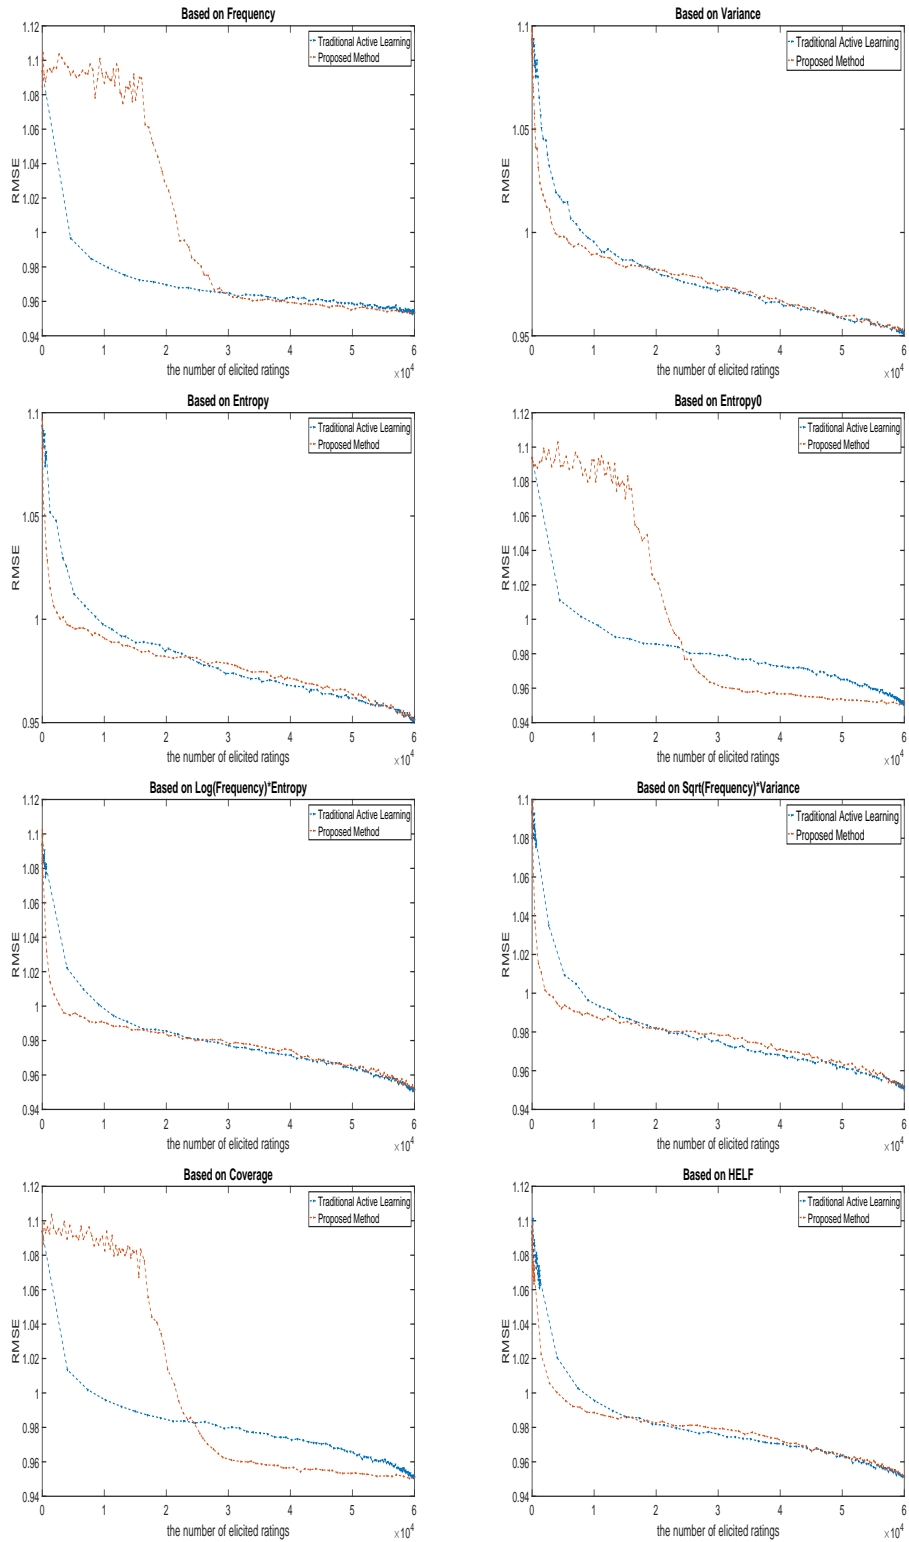 Based on Frequency
Traditional Active Learning
Proposed Method
1.12
1.1
1.08
1.06
1.04
1.02
1
0.98
0.96
0.94
RMSE
0 1 2 3 4 5 6
the number of elicited ratings
×10^4
Based on Variance
Traditional Active Learning
Proposed Method
1.1
1.05
1
0.95
RMSE
0 1 2 3 4 5 6
the number of elicited ratings
×10^4
Based on Entropy
Traditional Active Learning
Proposed Method
1.1
1.05
1
0.95
RMSE
0 1 2 3 4 5 6
the number of elicited ratings
×10^4
Based on Entropy0
Traditional Active Learning
Proposed Method
1.12
1.1
1.08
1.06
1.04
1.02
1
0.98
0.96
0.94
RMSE
0 1 2 3 4 5 6
the number of elicited ratings
×10^4
Based on Log(Frequency)*Entropy
Traditional Active Learning
Proposed Method
1.12
1.1
1.08
1.06
1.04
1.02
1
0.98
0.96
0.94
RMSE
0 1 2 3 4 5 6
the number of elicited ratings
×10^4
Based on Sqrt(Frequency)*Variance
Traditional Active Learning
Proposed Method
1.1
1.08
1.06
1.04
1.02
1
0.98
0.96
0.94
RMSE
0 1 2 3 4 5 6
the number of elicited ratings
×10^4
Based on Coverage
Traditional Active Learning
Proposed Method
1.12
1.1
1.08
1.06
1.04
1.02
1
0.98
0.96
0.94
RMSE
0 1 2 3 4 5 6
the number of elicited ratings
×10^4
Based on HELF
Traditional Active Learning
Proposed Method
1.12
1.1
1.08
1.06
1.04
1.02
1
0.98
0.96
0.94
RMSE
0 1 2 3 4 5 6
the number of elicited ratings
×10^4